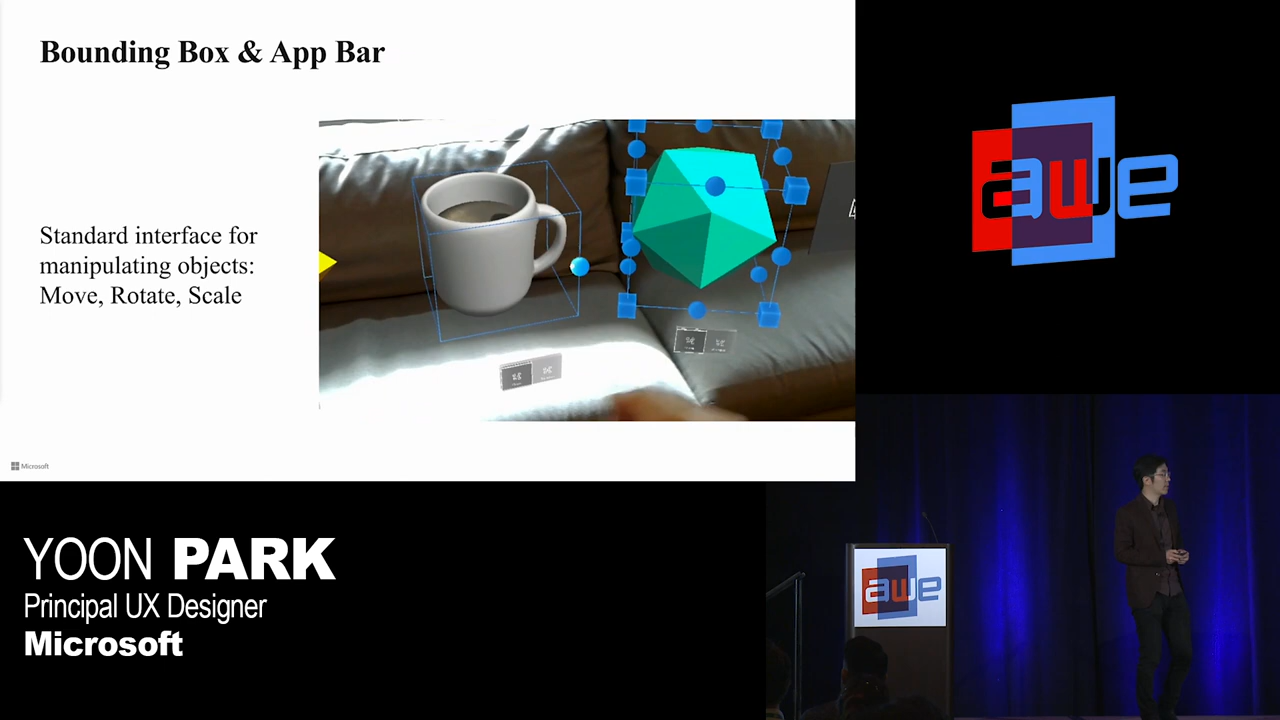 Bounding Box & App Bar
Standard interface for
manipulating objects:
Move, Rotate, Scale
Microsoft
awe
YOON PARK
Principal UX Designer
Microsoft
awe